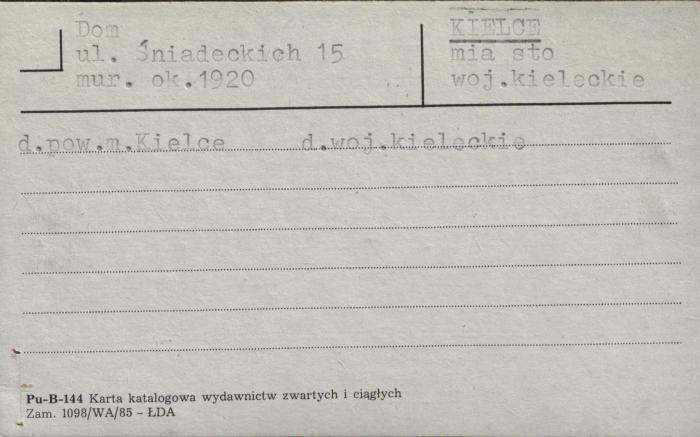 Dom
ul. Śniadeckich 15
mur. ok.1920
KIELCE
mia sto
woj.kieleckie
d.pow.m.Kielce d.woj.kieleckie
Pu-B-144 Karta katalogowa wydawnictw zwartych i ciągłych
Zam. 1098/WA/85 – ŁDA